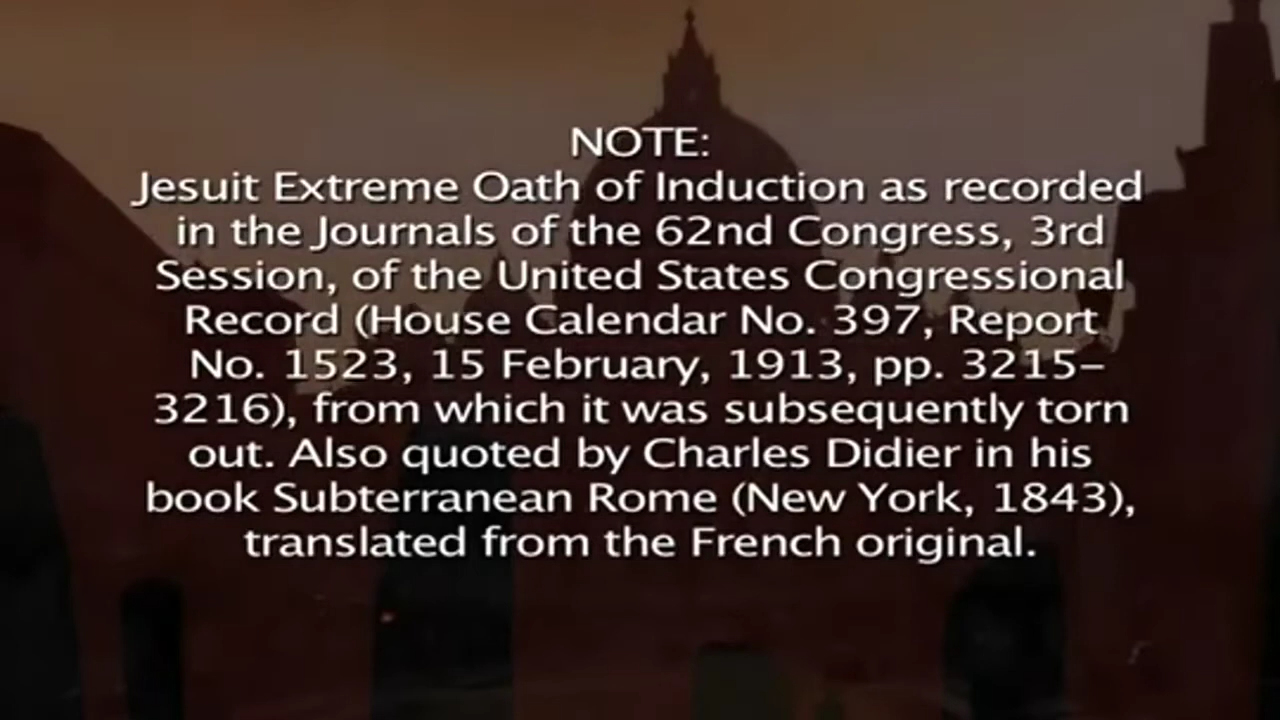 NOTE:
Jesuit Extreme Oath of Induction as recorded
in the Journals of the 62nd Congress, 3rd
Session, of the United States Congressional
Record (House Calendar No. 397, Report
No. 1523, 15 February, 1913, pp. 3215–
3216), from which it was subsequently torn
out. Also quoted by Charles Didier in his
book Subterranean Rome (New York, 1843),
translated from the French original.